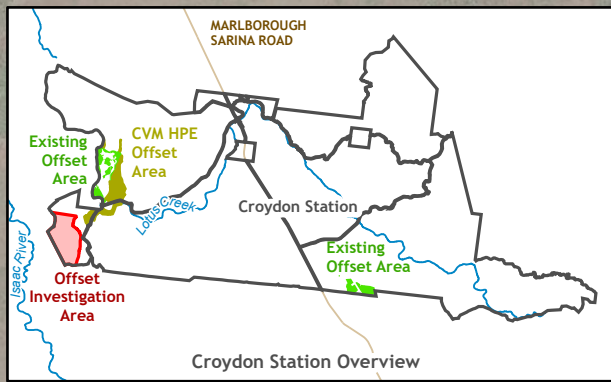 MARLBOROUGH
SARINA ROAD
Existing
Offset
Area
CVM HPE
Offset
Area
Lotus Creek
Croydon Station
Isaac River
Offset
Investigation
Area
Existing
Offset Area
Croydon Station Overview